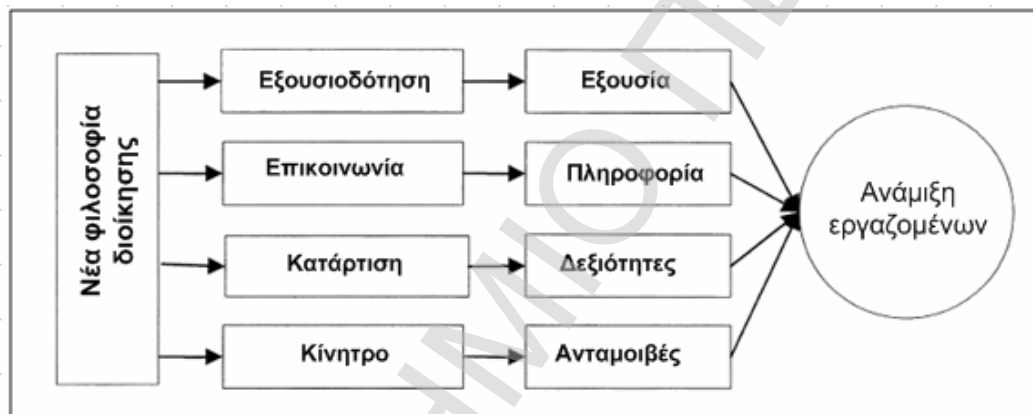 Νέα φιλοσοφία
διοίκησης
Εξουσιοδότηση
Εξουσία
Επικοινωνία
Πληροφορία
Κατάρτιση
Δεξιότητες
Κίνητρο
Ανταμοιβές
Ανάμιξη
εργαζομένων